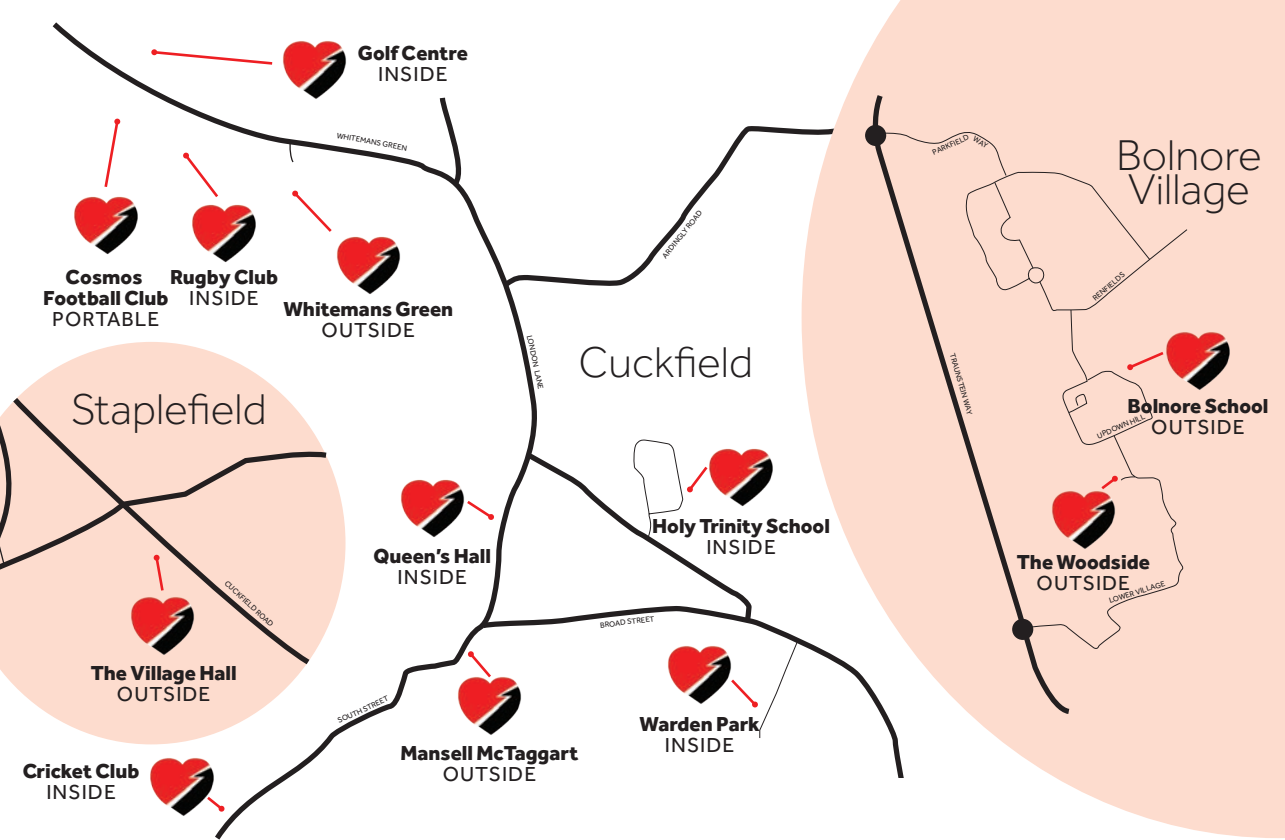 Golf Centre
INSIDE
WHITEMANS GREEN
Cosmos
Football Club
PORTABLE
Rugby Club
INSIDE
Whitemans Green
OUTSIDE
ARDINGLY ROAD
LONDON LANE
Cuckfield
Staplefield
CUCKFIELD ROAD
The Village Hall
OUTSIDE
Queen's Hall
INSIDE
Holy Trinity School
INSIDE
BROAD STREET
SOUTH STREET
Mansell McTaggart
OUTSIDE
Warden Park
INSIDE
Cricket Club
INSIDE
Bolnore
Village
PARKFIELD WAY
RENFIELDS
TRAUNSTEIN WAY
Bolnore School
OUTSIDE
UPDOWN HILL
The Woodside
OUTSIDE
LOWER VILLAGE